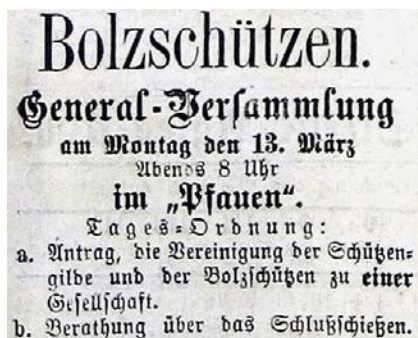 Bolzschützen.
General-Versammlung
am Montag den 13. März
Abends 8 Uhr
im „Pfauen“.
Tages-Ordnung:
a. Antrag, die Vereinigung der Schützen-
gilde und der Bolzschützen zu einer
Gesellschaft.
b. Berathung über das Schlußschießen.